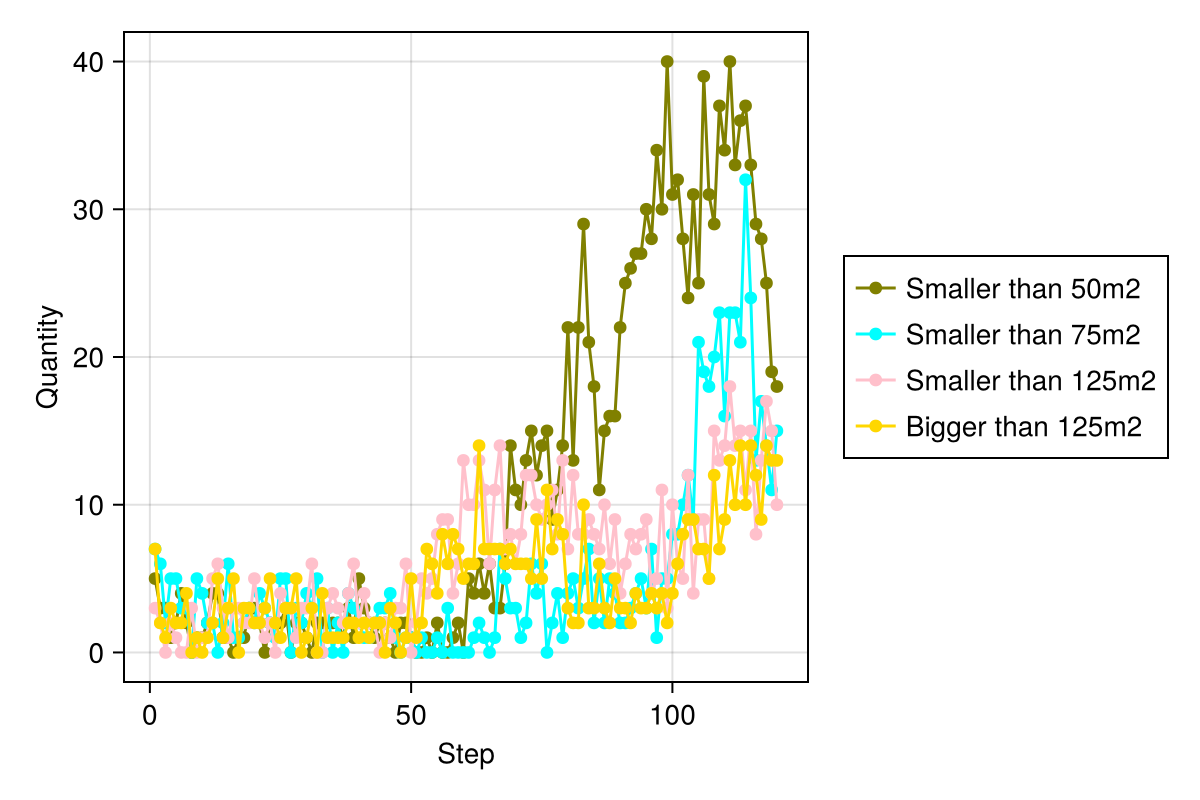 40
30
20
10
0
Quantity
0
50
100
Step
Smaller than 50m2
Smaller than 75m2
Smaller than 125m2
Bigger than 125m2